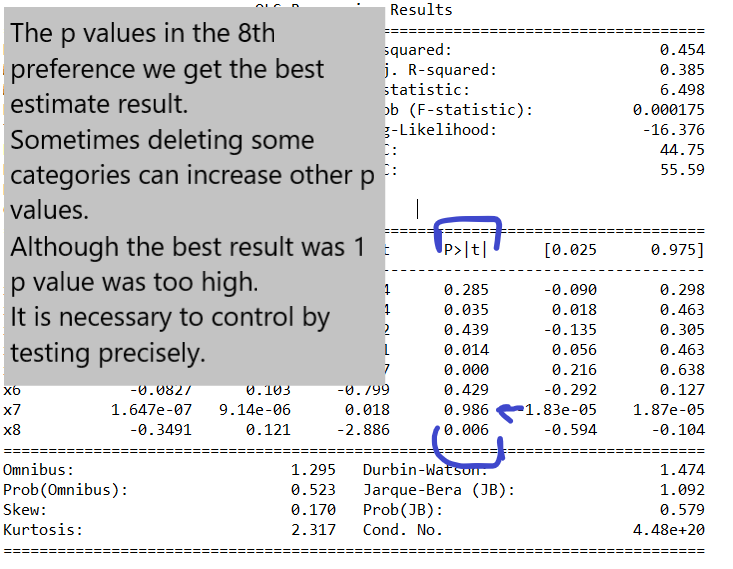 Results
The p values in the 8th
preference we get the best
estimate result.
Sometimes deleting some
categories can increase other p
values.
Although the best result was 1
p value was too high.
It is necessary to control by
testing precisely.
squared: 0.454
j. R-squared: 0.385
statistic: 6.498
ob (F-statistic): 0.000175
g-Likelihood: -16.376
C: 44.75
C: 55.59
t P>|t| [0.025 0.975]
4 0.285 -0.090 0.298
4 0.035 0.018 0.463
2 0.439 -0.135 0.305
1 0.014 0.056 0.463
7 0.000 0.216 0.638
x6 -0.0827 0.103 -0.799 0.429 -0.292 0.127
x7 1.647e-07 9.14e-06 0.018 0.986 -1.83e-05 1.87e-05
x8 -0.3491 0.121 -2.886 0.006 -0.594 -0.104
Omnibus: 1.295 Durbin-Watson: 1.474
Prob(Omnibus): 0.523 Jarque-Bera (JB): 1.092
Skew: 0.170 Prob(JB): 0.579
Kurtosis: 2.317 Cond. No. 4.48e+20